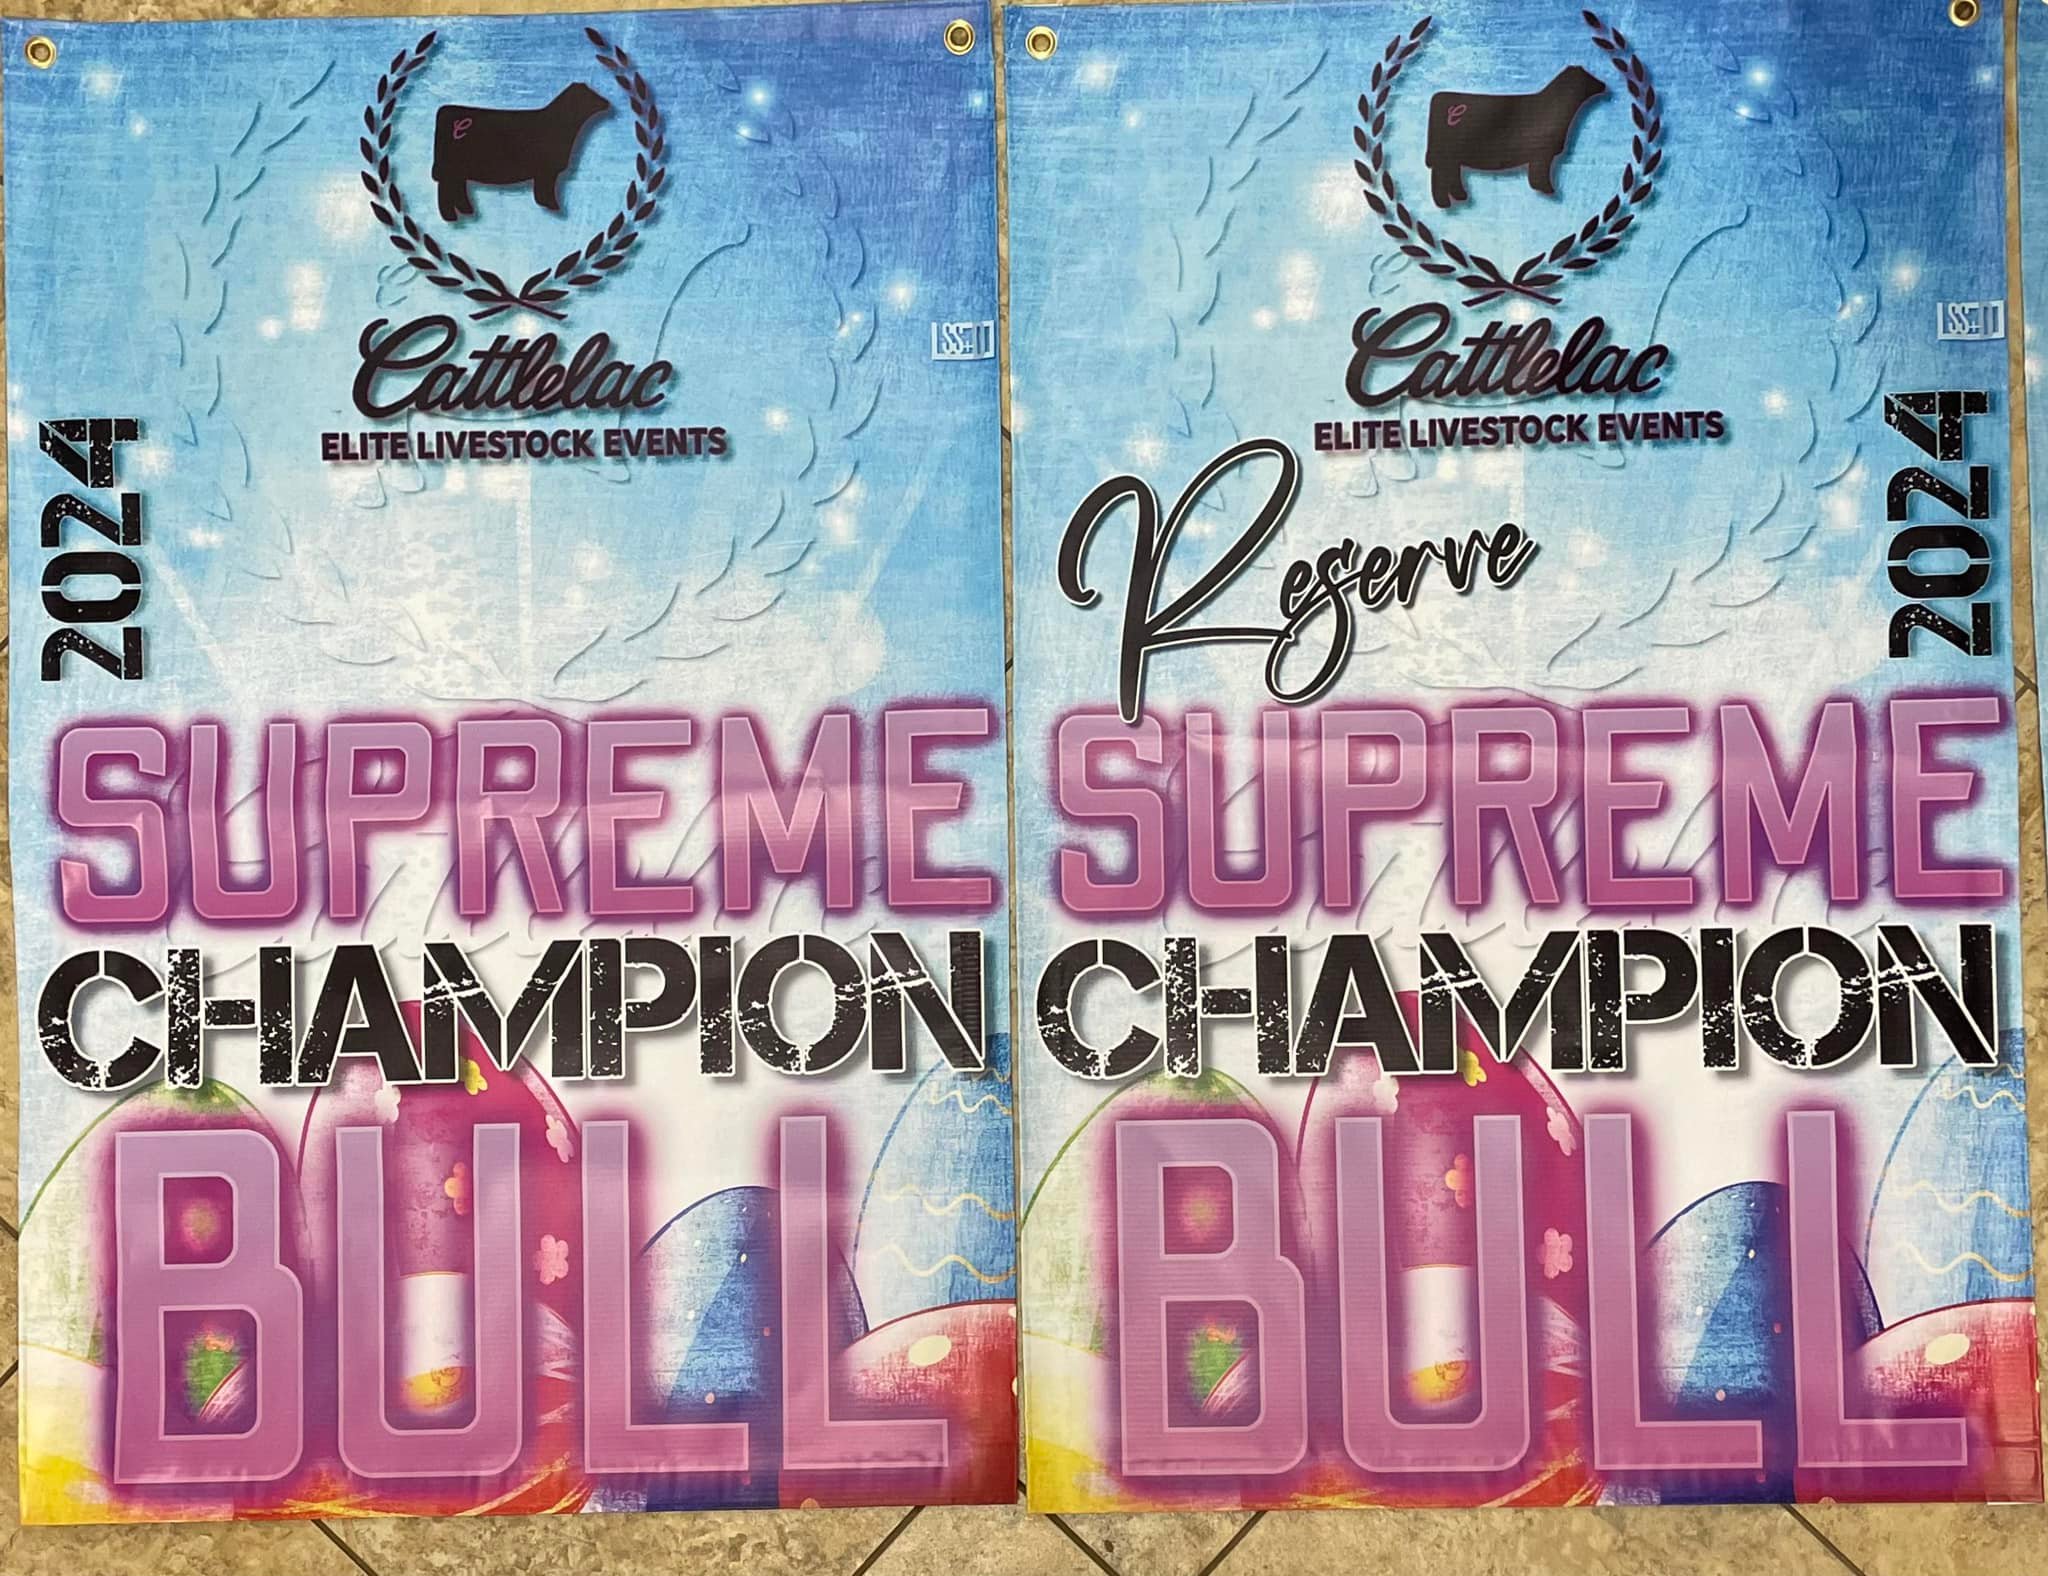 Cattlelac
ELITE LIVESTOCK EVENTS
2024
SUPREME
CHAMPION
BULL
Cattlelac
ELITE LIVESTOCK EVENTS
Reserve
2024
SUPREME
CHAMPION
BULL